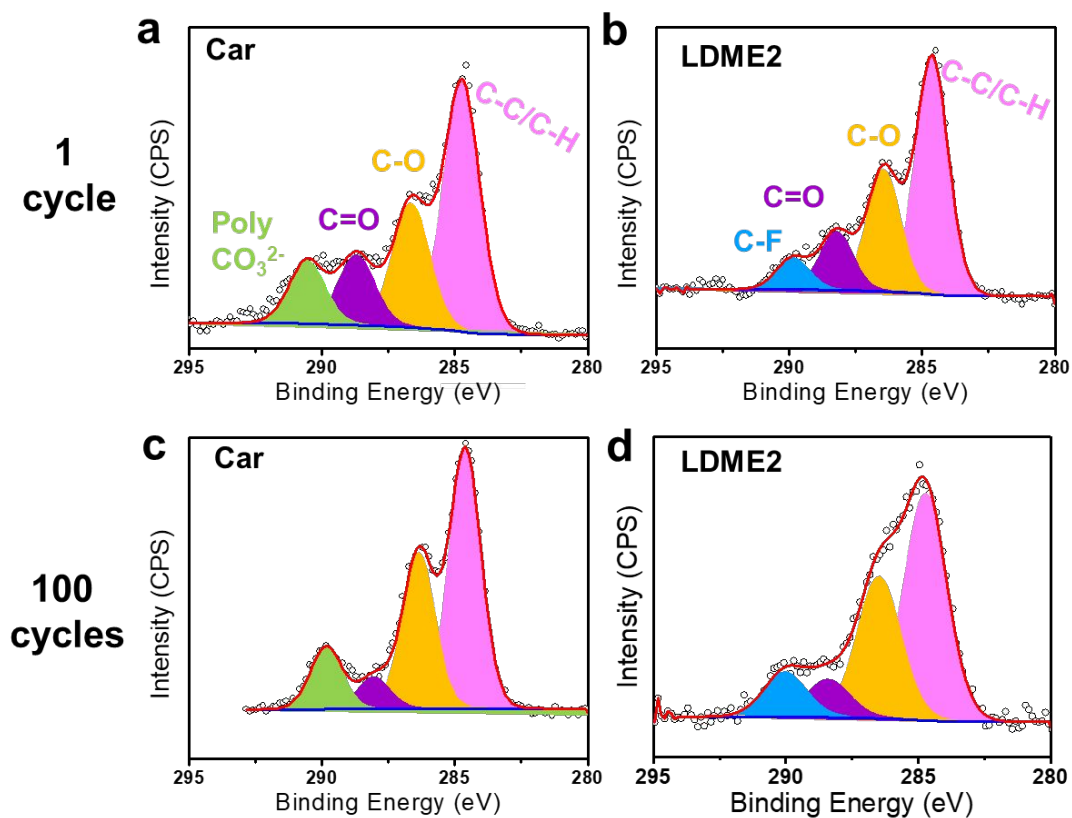 a
Car
C-C/C-H
C-O
C=O
Poly
CO₃²⁻
Intensity (CPS)
295 290 285 280
Binding Energy (eV)
b
LDME2
C-C/C-H
C-O
C=O
C-F
Intensity (CPS)
295 290 285 280
Binding Energy (eV)
1
cycle
c
Car
Intensity (CPS)
295 290 285 280
Binding Energy (eV)
d
LDME2
Intensity (CPS)
295 290 285 280
Binding Energy (eV)
100
cycles